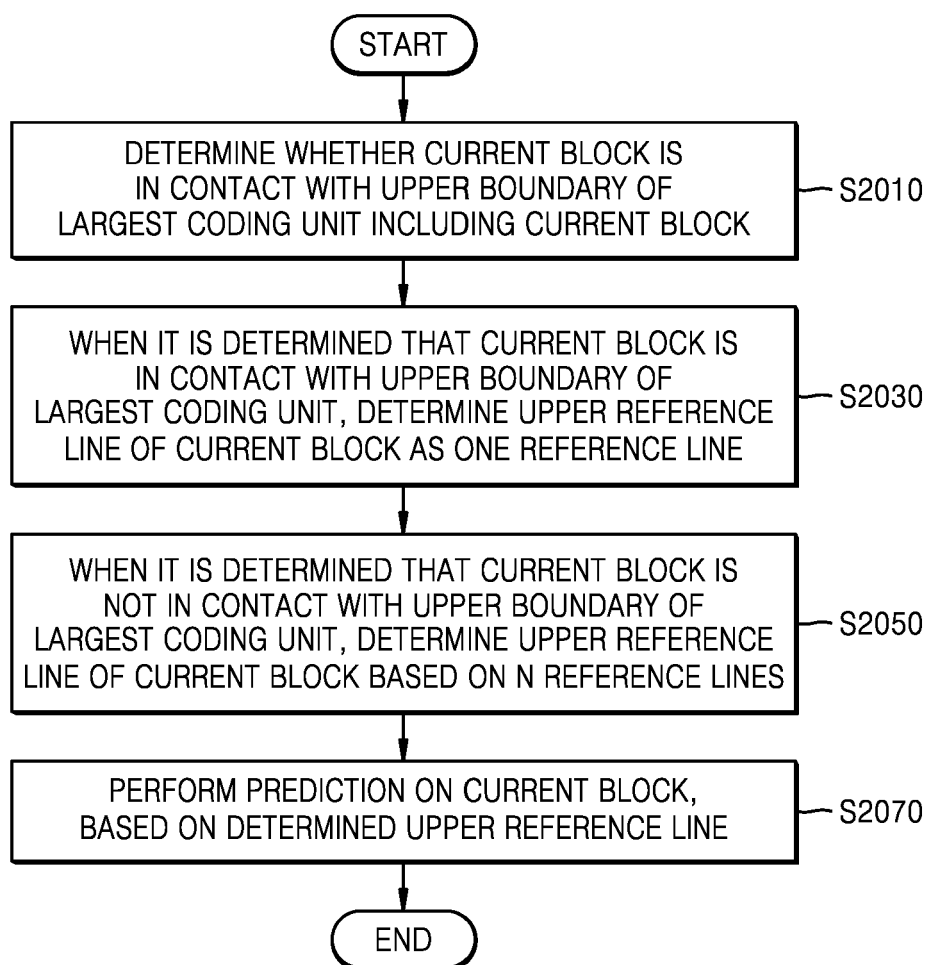 START
DETERMINE WHETHER CURRENT BLOCK IS
IN CONTACT WITH UPPER BOUNDARY OF
LARGEST CODING UNIT INCLUDING CURRENT BLOCK
S2010
WHEN IT IS DETERMINED THAT CURRENT BLOCK IS
IN CONTACT WITH UPPER BOUNDARY OF
LARGEST CODING UNIT, DETERMINE UPPER REFERENCE
LINE OF CURRENT BLOCK AS ONE REFERENCE LINE
S2030
WHEN IT IS DETERMINED THAT CURRENT BLOCK IS
NOT IN CONTACT WITH UPPER BOUNDARY OF
LARGEST CODING UNIT, DETERMINE UPPER REFERENCE
LINE OF CURRENT BLOCK BASED ON N REFERENCE LINES
S2050
PERFORM PREDICTION ON CURRENT BLOCK,
BASED ON DETERMINED UPPER REFERENCE LINE
S2070
END